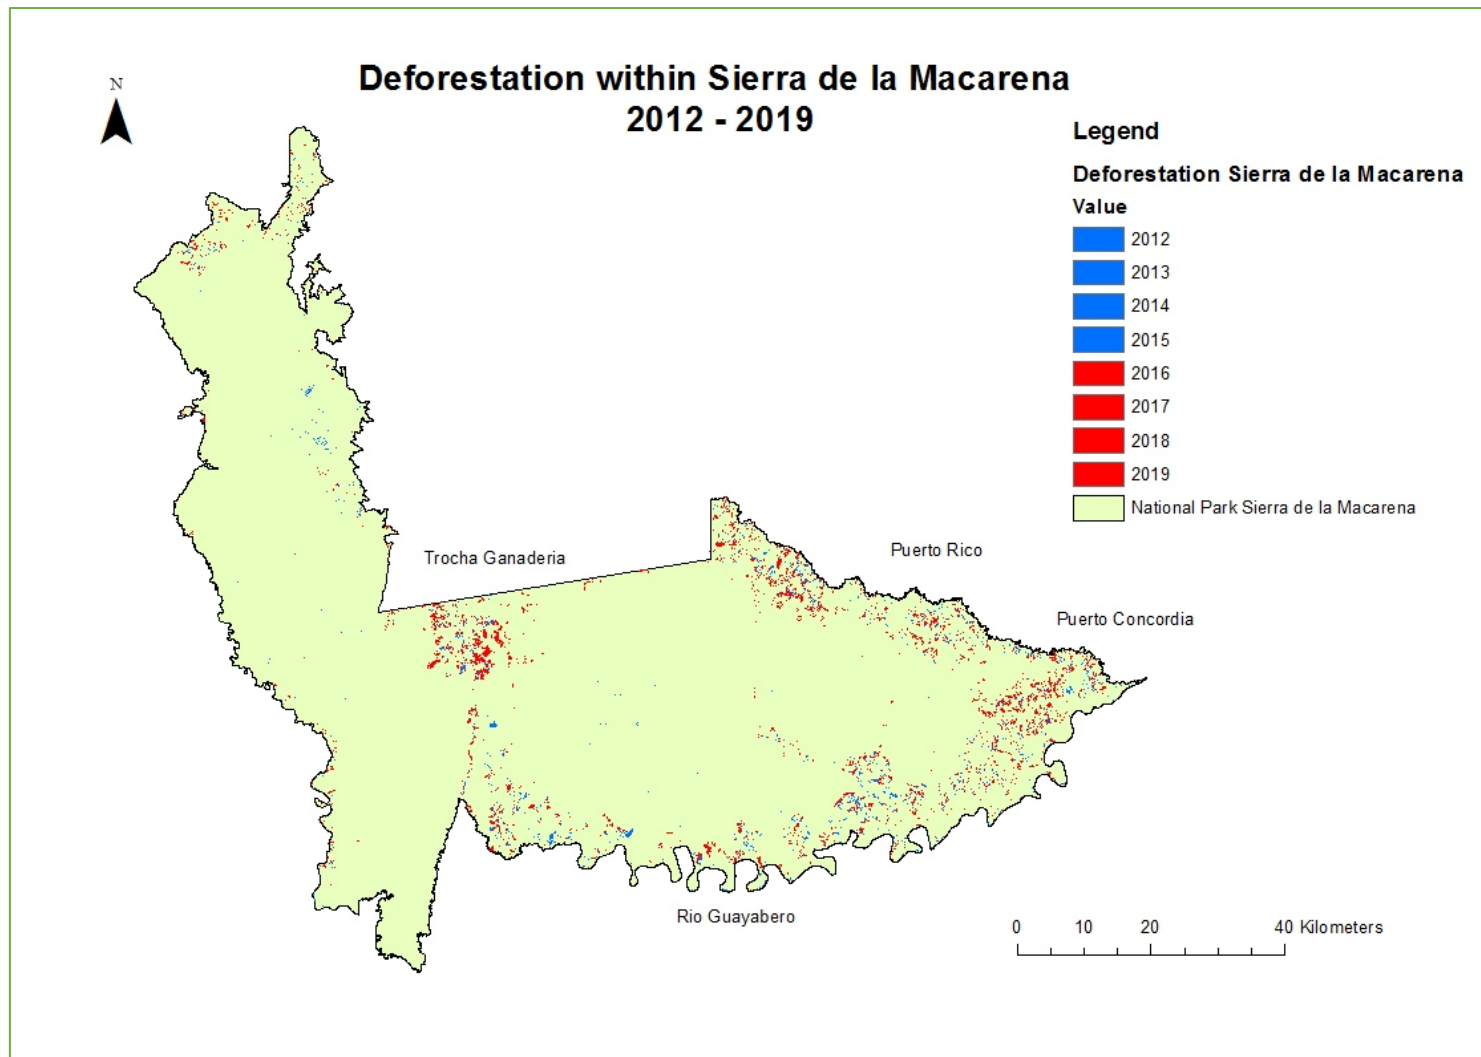 Deforestation within Sierra de la Macarena
2012 - 2019
N
Legend
Deforestation Sierra de la Macarena
Value
2012
2013
2014
2015
2016
2017
2018
2019
National Park Sierra de la Macarena
Trocha Ganaderia
Puerto Rico
Puerto Concordia
Rio Guayabero
0 10 20 40 Kilometers